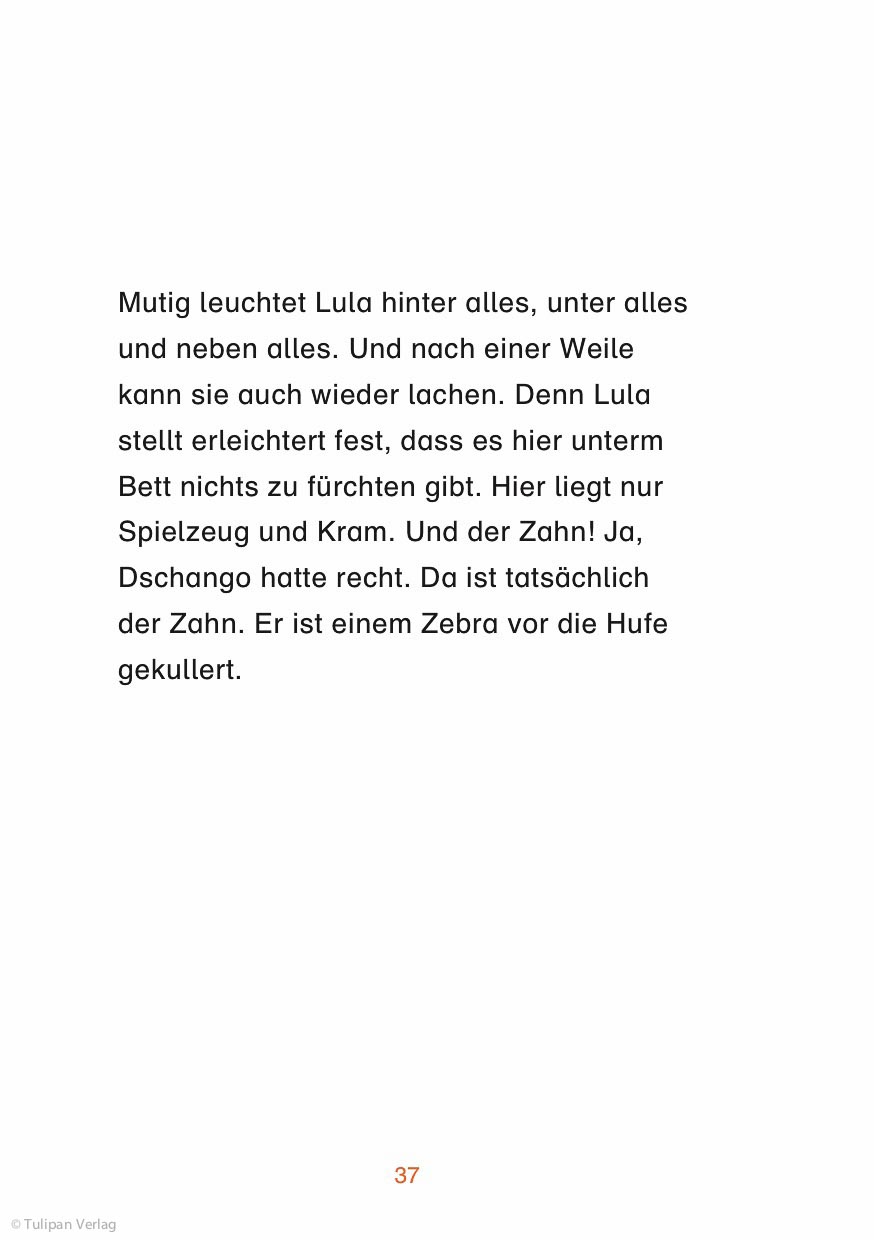 Mutig leuchtet Lula hinter alles, unter alles
und neben alles. Und nach einer Weile
kann sie auch wieder lachen. Denn Lula
stellt erleichtert fest, dass es hier unterm
Bett nichts zu fürchten gibt. Hier liegt nur
Spielzeug und Kram. Und der Zahn! Ja,
Dschango hatte recht. Da ist tatsächlich
der Zahn. Er ist einem Zebra vor die Hufe
gekullert.
37
© Tulipan Verlag